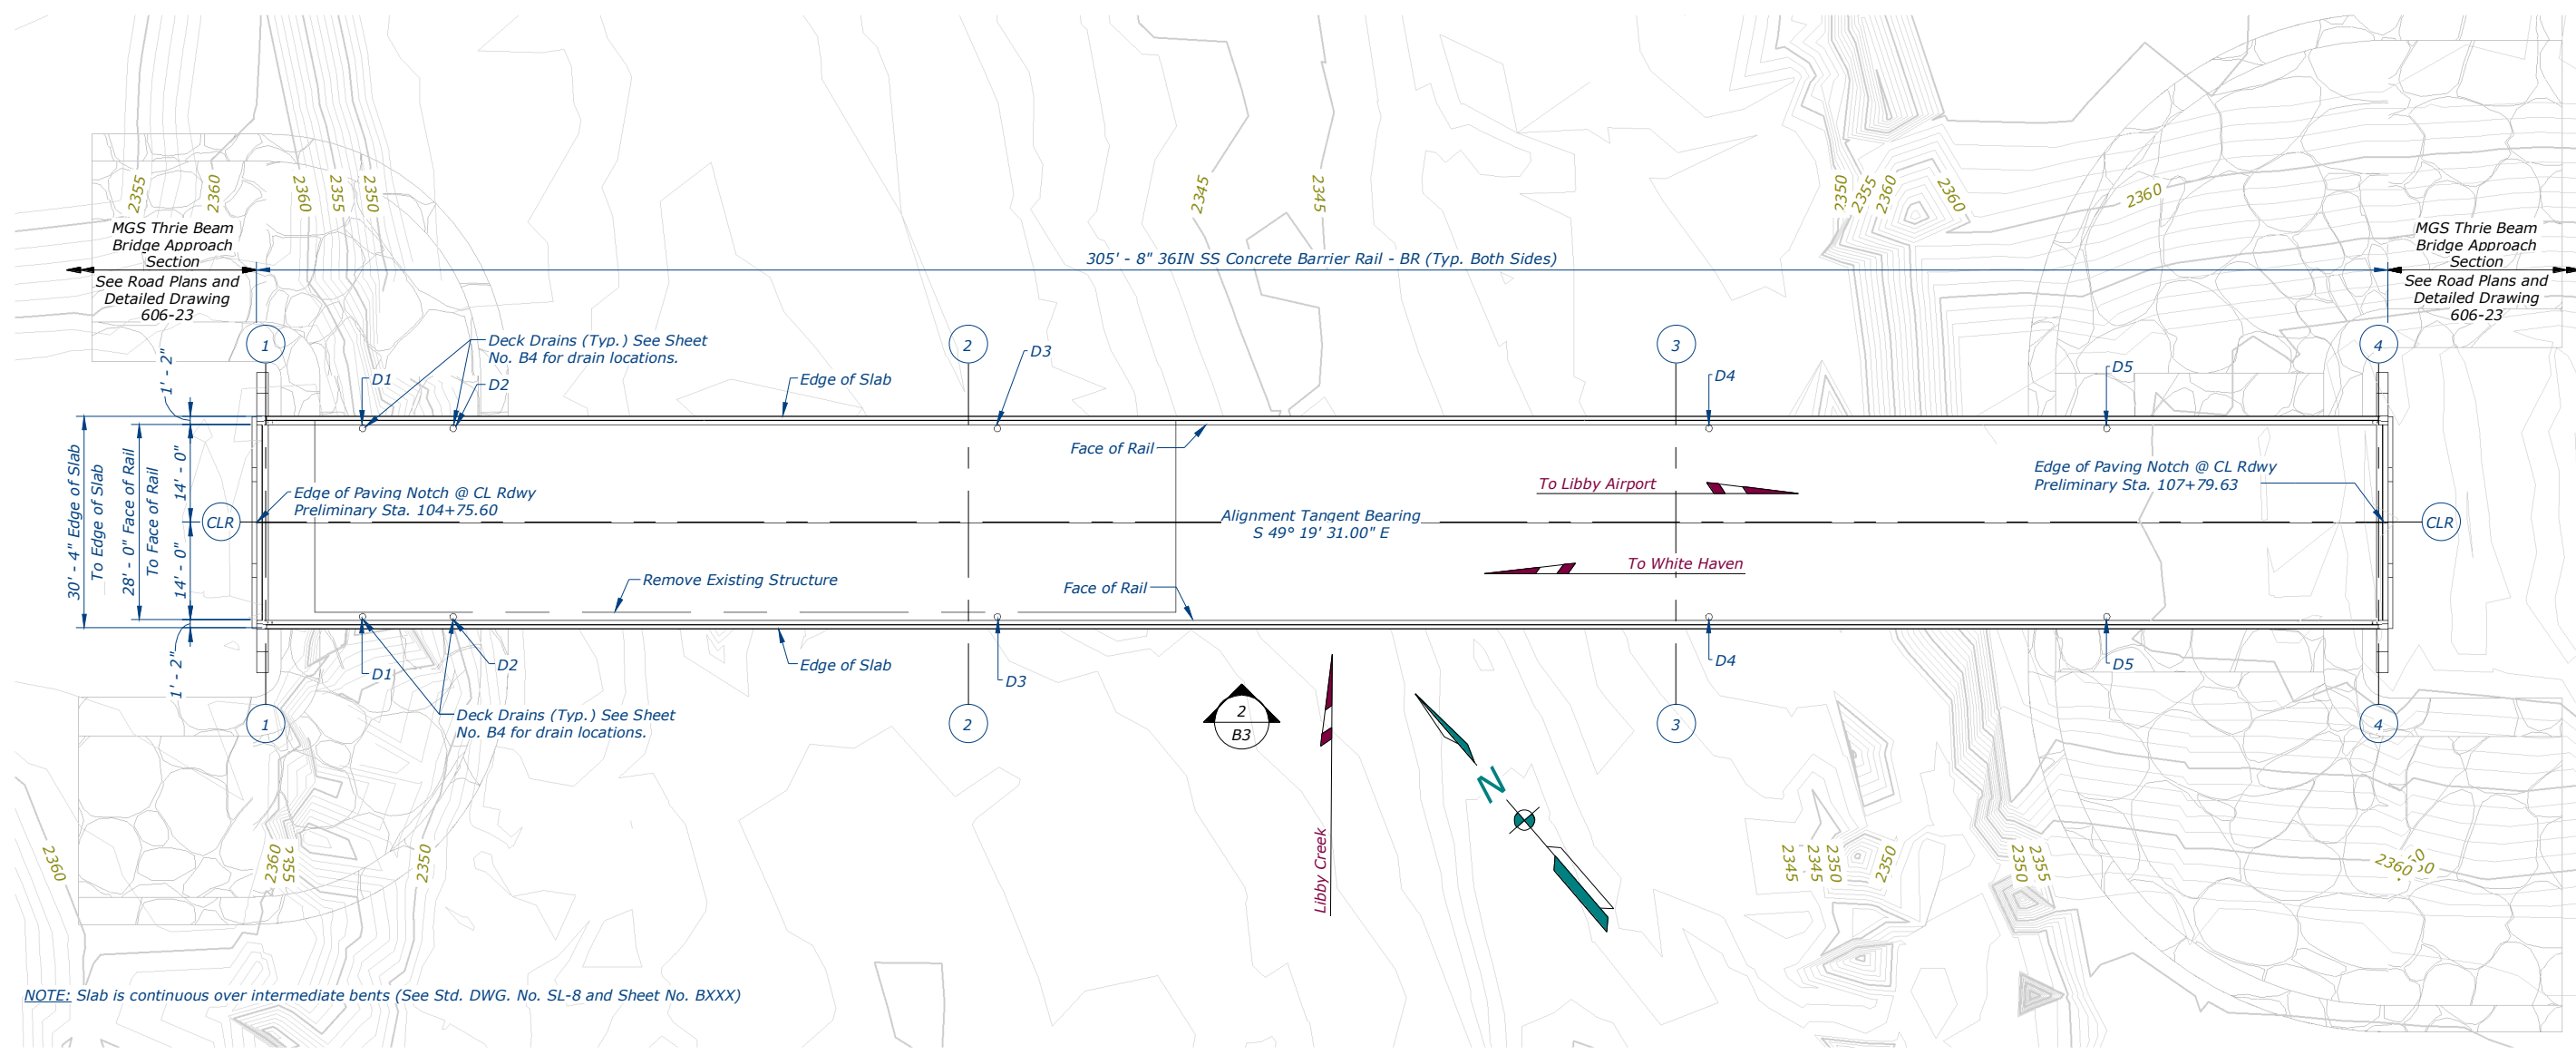 2355
2360
2360
2355
2350
2345
2345
2350
2355
2360
2360
2360
MGS Thrie Beam
Bridge Approach
Section
See Road Plans and
Detailed Drawing
606-23
305' - 8" 36IN SS Concrete Barrier Rail - BR (Typ. Both Sides)
MGS Thrie Beam
Bridge Approach
Section
See Road Plans and
Detailed Drawing
606-23
1
2
3
4
1' - 2"
Deck Drains (Typ.) See Sheet
No. B4 for drain locations.
D1
D2
Edge of Slab
D3
D4
D5
Face of Rail
30' - 4" Edge of Slab
To Edge of Slab
28' - 0" Face of Rail
To Face of Rail
14' - 0"
14' - 0"
1' - 2"
CLR
Edge of Paving Notch @ CL Rdwy
Preliminary Sta. 104+75.60
To Libby Airport
Edge of Paving Notch @ CL Rdwy
Preliminary Sta. 107+79.63
CLR
Alignment Tangent Bearing
S 49° 19' 31.00" E
To White Haven
Remove Existing Structure
Face of Rail
D1
D2
Edge of Slab
D3
D4
D5
Deck Drains (Typ.) See Sheet
No. B4 for drain locations.
1
2
3
4
2
B3
Libby Creek
N
2360
2360
2355
2350
2345
2345
2350
2350
2350
2355
2360
NOTE: Slab is continuous over intermediate bents (See Std. DWG. No. SL-8 and Sheet No. BXXX)